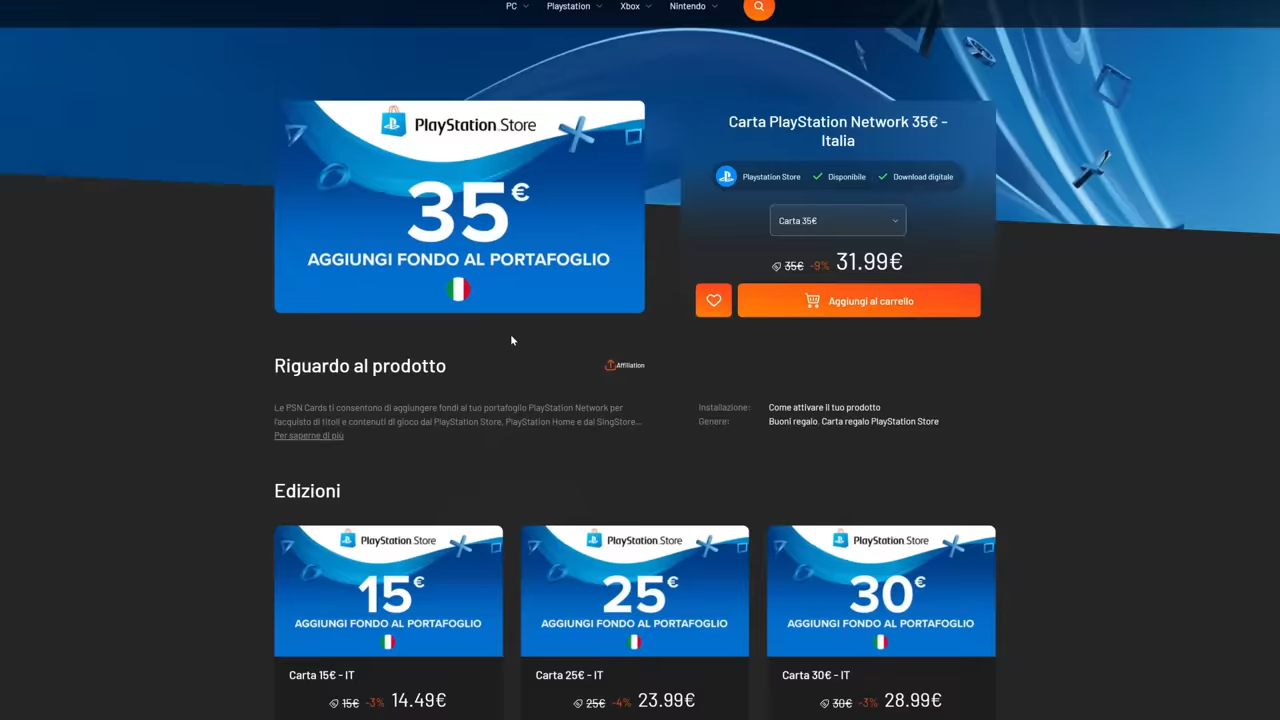 PC Playstation Xbox Nintendo
PlayStation Store
35€
AGGIUNGI FONDO AL PORTAFOGLIO
Carta PlayStation Network 35€ -
Italia
Playstation Store Disponibile Download digitale
Carta 35€
35€ -9% 31.99€
Aggiungi al carrello
Riguardo al prodotto
Affiliation
Le PSN Cards ti consentono di aggiungere fondi al tuo portafoglio PlayStation Network per
l'acquisto di titoli e contenuti di gioco dal PlayStation Store, PlayStation Home e dal SingStore...
Per saperne di più
Installazione: Come attivare il tuo prodotto
Genere: Buoni regalo, Carta regalo PlayStation Store
Edizioni
PlayStation Store
15€
AGGIUNGI FONDO AL PORTAFOGLIO
Carta 15€ - IT
15€ -3% 14.49€
PlayStation Store
25€
AGGIUNGI FONDO AL PORTAFOGLIO
Carta 25€ - IT
25€ -4% 23.99€
PlayStation Store
30€
AGGIUNGI FONDO AL PORTAFOGLIO
Carta 30€ - IT
30€ -3% 28.99€